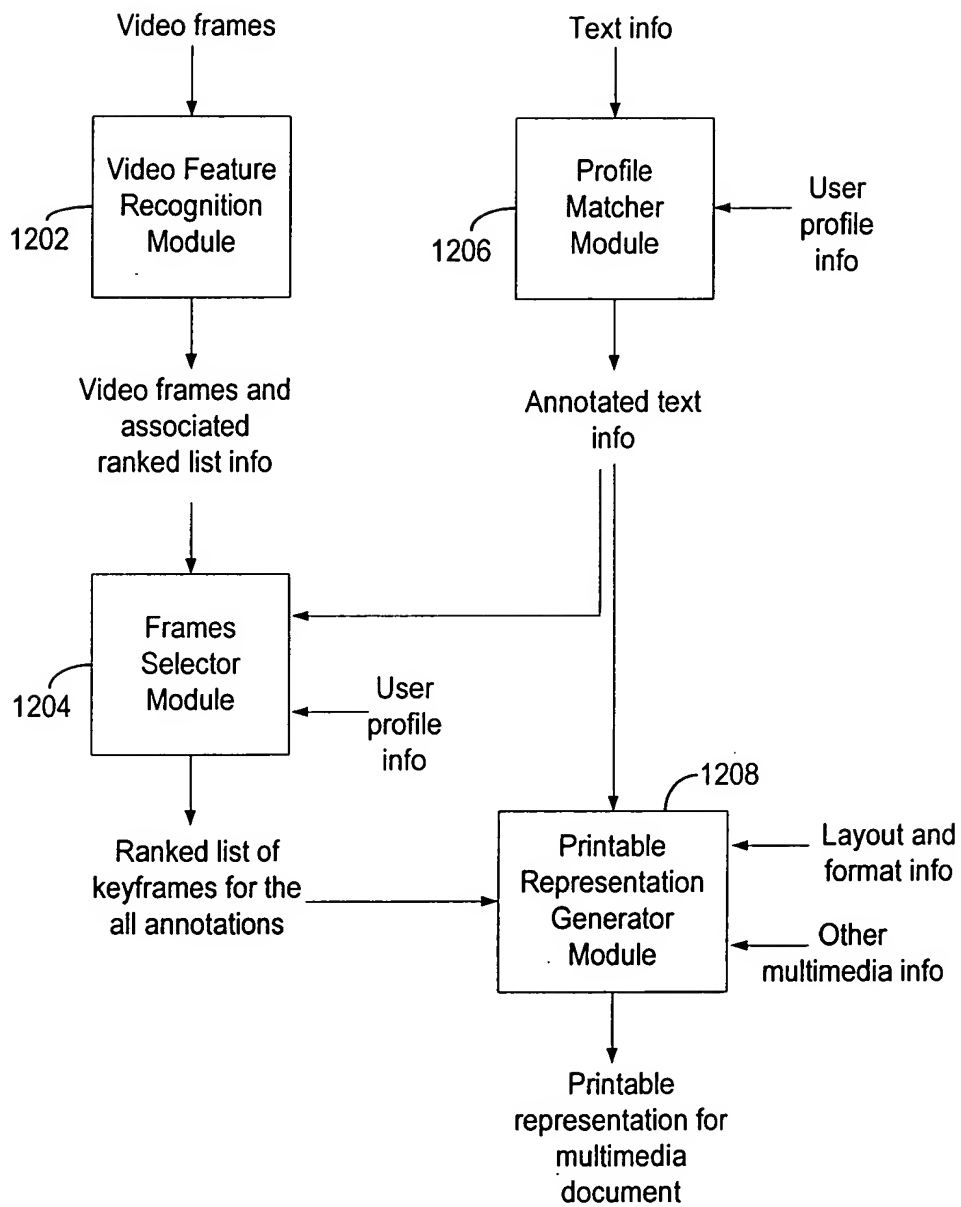 Video frames
Text info
Video Feature
Recognition
Module
1202
Profile
Matcher
Module
1206
User
profile
info
Video frames and
associated
ranked list info
Annotated text
info
Frames
Selector
Module
1204
User
profile
info
1208
Ranked list of
keyframes for the
all annotations
Printable
Representation
Generator
Module
Layout and
format info
Other
multimedia info
Printable
representation for
multimedia
document